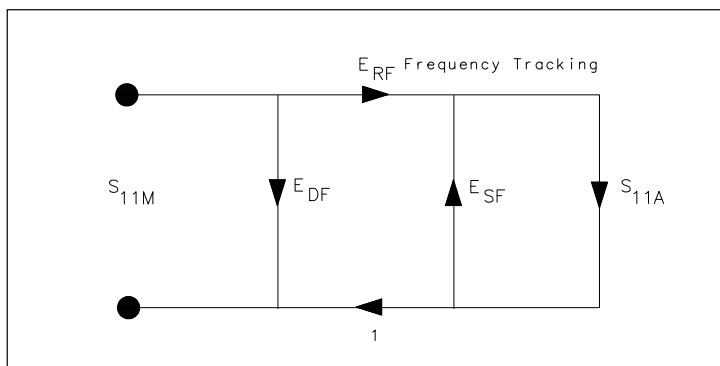 E_RF Frequency Tracking
S_11M
E_DF
E_SF
S_11A
1